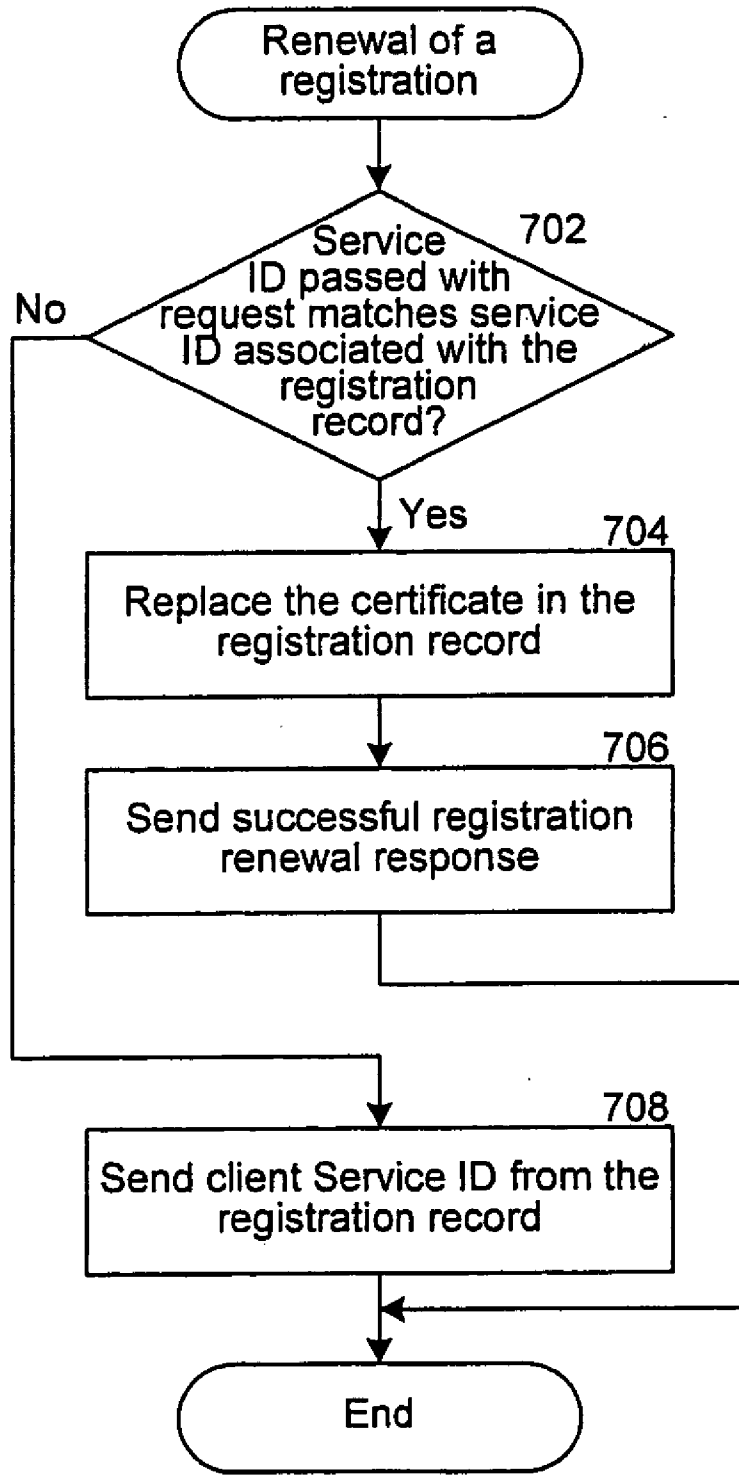 Renewal of a
registration
702
Service
ID passed with
request matches service
ID associated with the
registration
record?
No
Yes
704
Replace the certificate in the
registration record
706
Send successful registration
renewal response
708
Send client Service ID from the
registration record
End